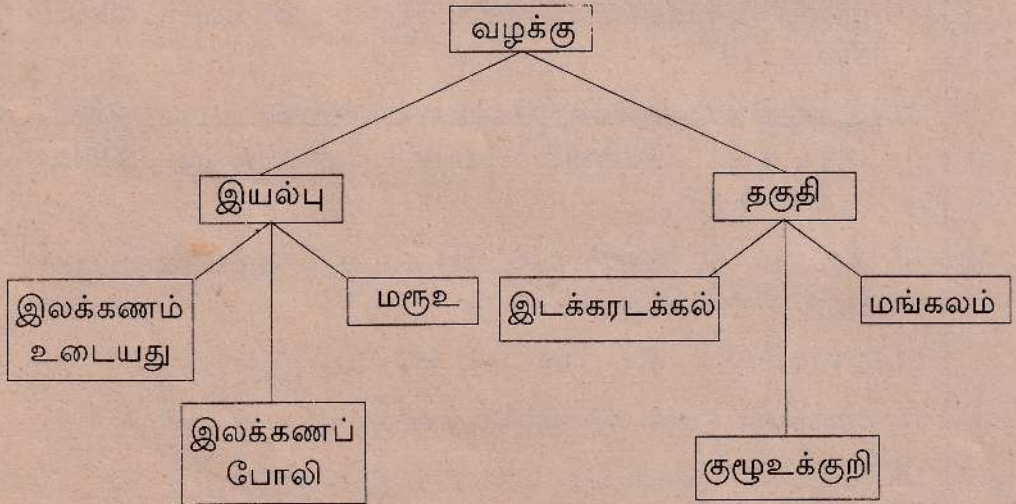 வழக்கு
இயல்பு
தகுதி
இலக்கணம்
உடையது
மரூஉ
இடக்கரடக்கல்
மங்கலம்
இலக்கணப்
போலி
குழூஉக்குறி